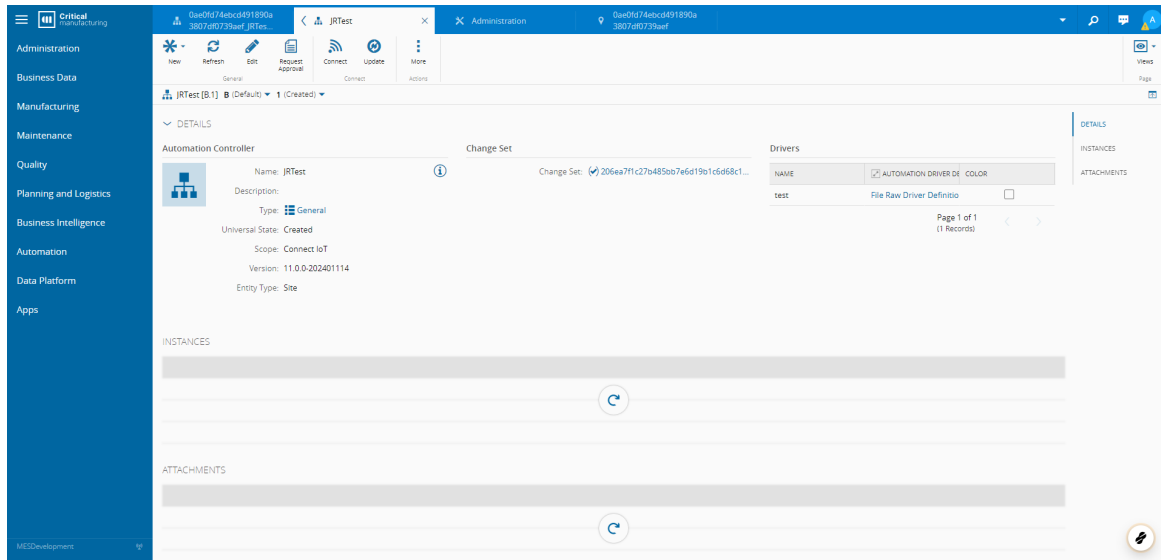 Critical
manufacturing
0ae0fd74ebcd491890a
3807df0739aef_JRTes...
JRTest
Administration
0ae0fd74ebcd491890a
3807df0739aef
A
Administration
Business Data
Manufacturing
Maintenance
Quality
Planning and Logistics
Business Intelligence
Automation
Data Platform
Apps
MESDevelopment
New
Refresh
Edit
Request
Approval
Connect
Update
More
Views
General
Connect
Actions
Page
JRTest [B.1] B (Default) 1 (Created)
DETAILS
Automation Controller
Name: JRTest
Description:
Type: General
Universal State: Created
Scope: Connect IoT
Version: 11.0.0-202401114
Entity Type: Site
Change Set
Change Set: 206ea7f1c27b485bb7e6d19b1c6d68c1...
Drivers
NAME AUTOMATION DRIVER DE COLOR
test File Raw Driver Definitio
Page 1 of 1
(1 Records)
DETAILS
INSTANCES
ATTACHMENTS
INSTANCES
ATTACHMENTS